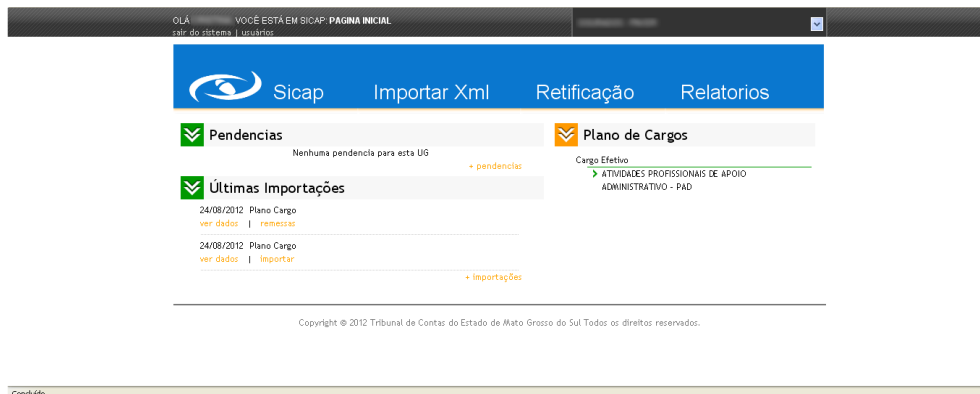 OLÁ VOCÊ ESTÁ EM SICAP: PAGINA INICIAL
sair do sistema | usuários
Sicap Importar Xml Retificação Relatorios
Pendencias
Nenhuma pendencia para esta UG
+ pendencias
Últimas Importações
24/08/2012 Plano Cargo
ver dados | remessas
24/08/2012 Plano Cargo
ver dados | importar
+ importações
Plano de Cargos
Cargo Efetivo
ATIVIDADES PROFISSIONAIS DE APOIO
ADMINISTRATIVO - PAD
Copyright © 2012 Tribunal de Contas do Estado de Mato Grosso do Sul Todos os direitos reservados.
Concluído